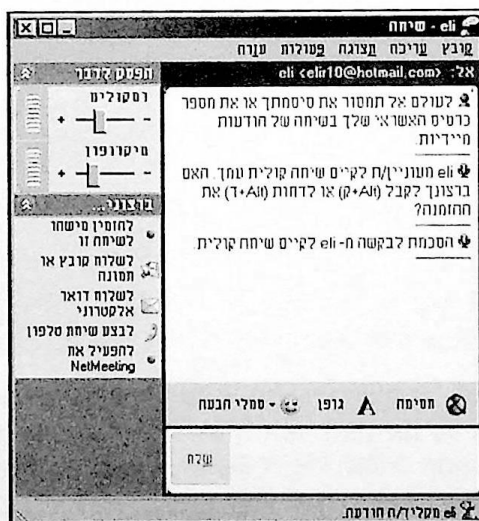 eli - שיחה
קובץ עריכה תצוגה פעולות עזרה
אל: eli <elir10@hotmail.com>
לעולם אל תמסור את סיסמתך או את מספר
כרטיס האשראי שלך בשיחה של הודעות
מיידיות.
eli מעוניין/ת לקיים שיחה קולית עמך. האם
ברצונך לקבל (Alt+ק) או לדחות (Alt+ד) את
ההזמנה?
הסכמת לבקשה מ- eli לקיים שיחה קולית.
חסימה
גופן
סמלי הבעה
שלח
הפסק לדבר
רמקולים
+ -
מיקרופון
+ -
ברצוני...
להזמין מישהו
לשיחה זו
לשלוח קובץ או
תמונה
לשלוח דואר
אלקטרוני
לבצע שיחת טלפון
להפעיל את
NetMeeting
eli מקליד/ה הודעה.